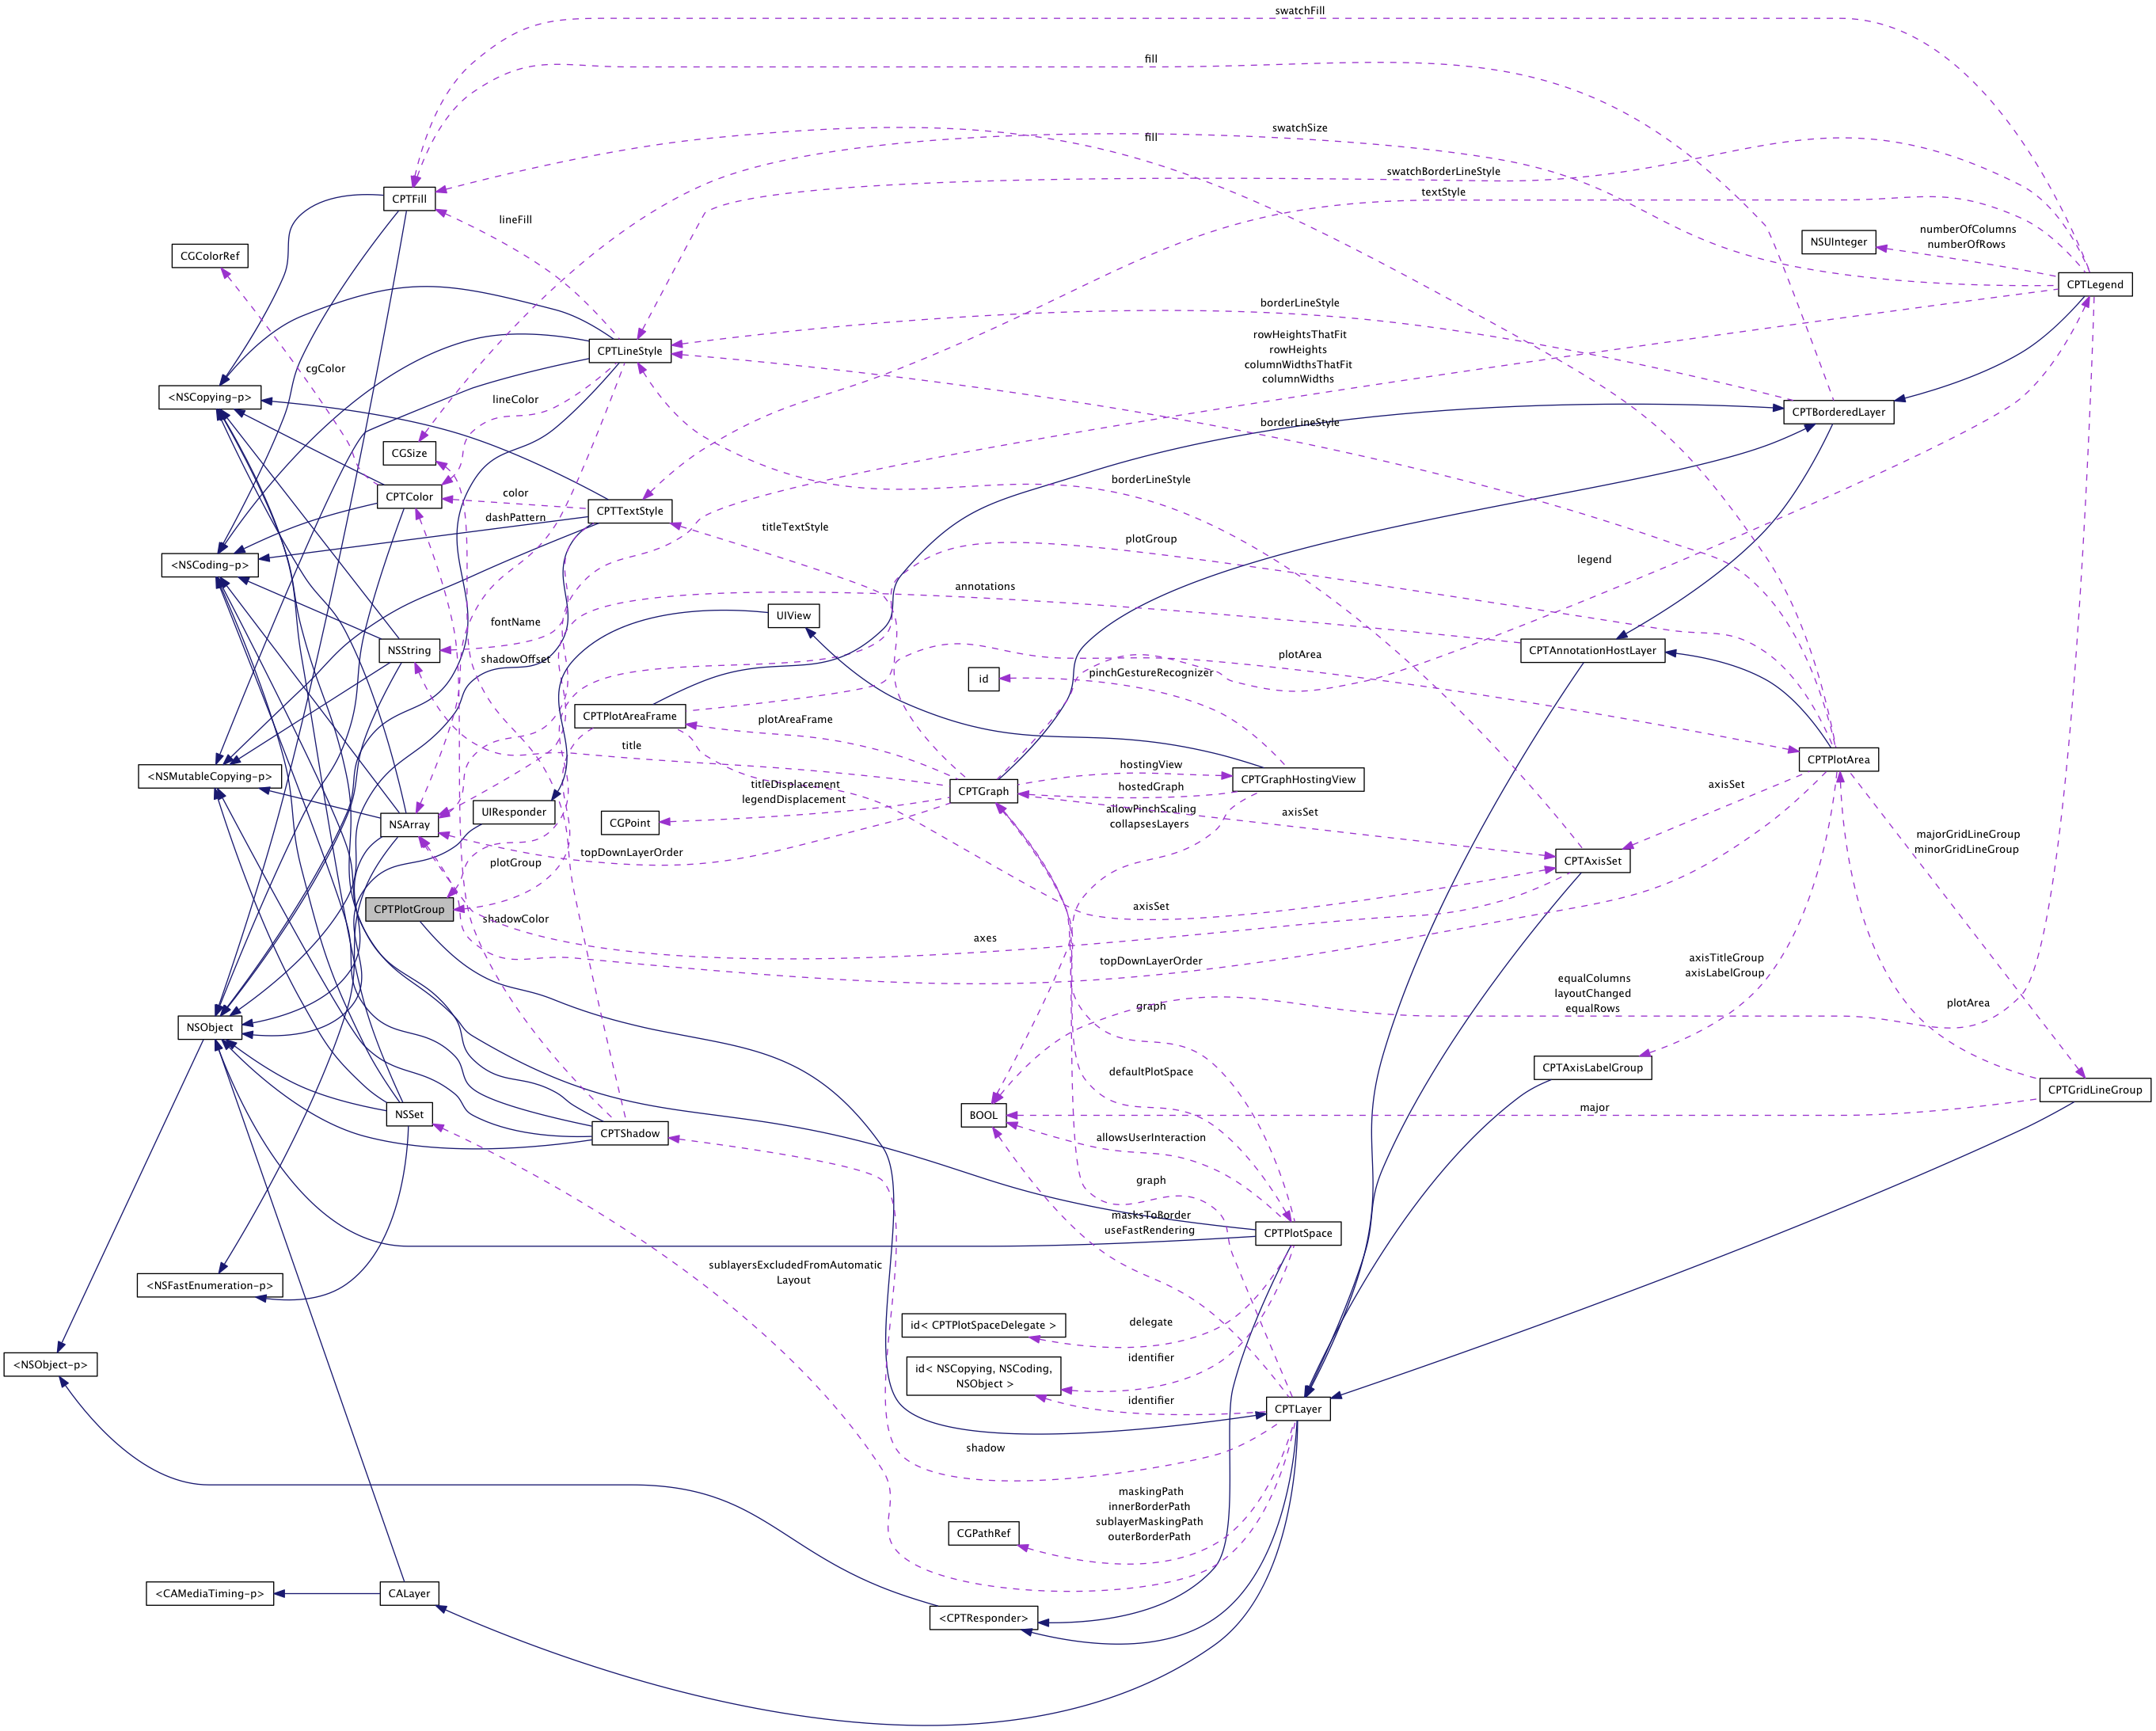 swatchFill
fill
swatchSize
fill
swatchBorderLineStyle
textStyle
CPTFill
lineFill
numberOfColumns
numberOfRows
NSUInteger
CGColorRef
CPTLegend
borderLineStyle
rowHeightsThatFit
rowHeights
columnWidthsThatFit
columnWidths
CPTLineStyle
cgColor
<NSCopying-p>
lineColor
CPTBorderedLayer
borderLineStyle
CGSize
borderLineStyle
CPTColor
color
CPTTextStyle
dashPattern
titleTextStyle
plotGroup
<NSCoding-p>
legend
annotations
UIView
fontName
NSString
CPTAnnotationHostLayer
shadowOffset
plotArea
id
pinchGestureRecognizer
CPTPlotAreaFrame
plotAreaFrame
title
CPTPlotArea
hostingView
<NSMutableCopying-p>
CPTGraphHostingView
titleDisplacement
legendDisplacement
CPTGraph
hostedGraph
axisSet
allowPinchScaling
collapsesLayers
axisSet
UIResponder
NSArray
CGPoint
majorGridLineGroup
minorGridLineGroup
topDownLayerOrder
CPTAxisSet
plotGroup
CPTPlotGroup
axisSet
shadowColor
axes
topDownLayerOrder
axisTitleGroup
axisLabelGroup
equalColumns
layoutChanged
equalRows
graph
plotArea
NSObject
CPTAxisLabelGroup
defaultPlotSpace
CPTGridLineGroup
NSSet
BOOL
major
CPTShadow
allowsUserInteraction
graph
masksToBorder
useFastRendering
CPTPlotSpace
sublayersExcludedFromAutomatic
Layout
<NSFastEnumeration-p>
id< CPTPlotSpaceDelegate >
delegate
<NSObject-p>
identifier
id< NSCopying, NSCoding,
NSObject >
identifier
CPTLayer
shadow
maskingPath
innerBorderPath
sublayerMaskingPath
outerBorderPath
CGPathRef
<CAMediaTiming-p>
CALayer
<CPTResponder>